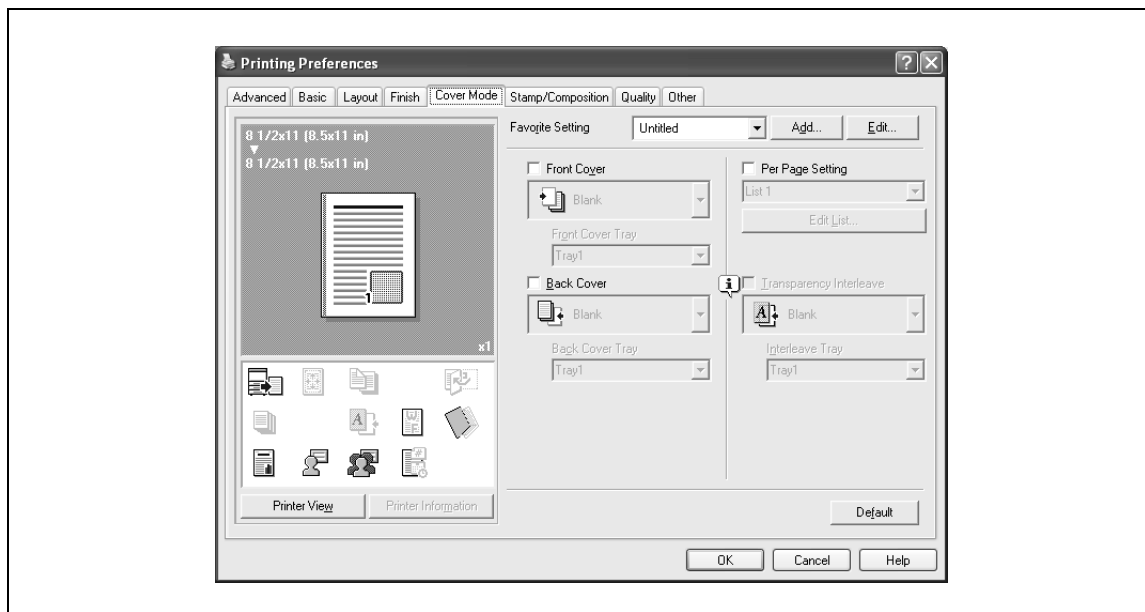 Printing Preferences
Advanced Basic Layout Finish Cover Mode Stamp/Composition Quality Other
8 1/2x11 (8.5x11 in)
8 1/2x11 (8.5x11 in)
1
x1
Printer View Printer Information
Favorite Setting Untitled Add... Edit...
Front Cover
Blank
Front Cover Tray
Tray1
Back Cover
Blank
Back Cover Tray
Tray1
Per Page Setting
List 1
Edit List...
Transparency Interleave
A Blank
Interleave Tray
Tray1
Default
OK Cancel Help